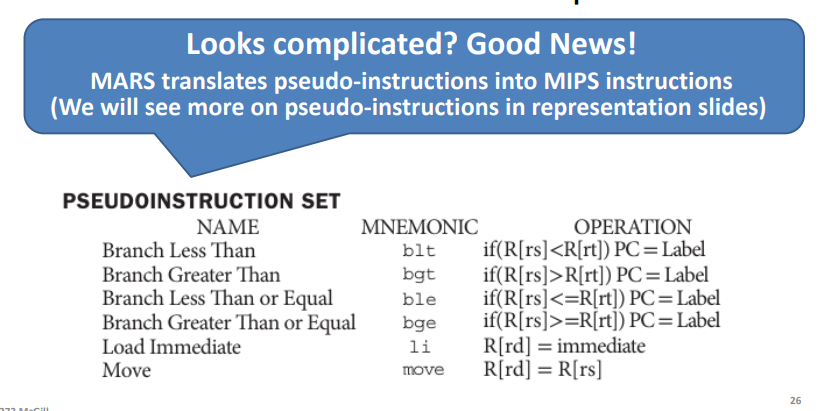 Looks complicated? Good News!
MARS translates pseudo-instructions into MIPS instructions
(We will see more on pseudo-instructions in representation slides)
PSEUDOINSTRUCTION SET
NAME MNEMONIC OPERATION
Branch Less Than blt if(R[rs]<R[rt]) PC = Label
Branch Greater Than bgt if(R[rs]>R[rt]) PC = Label
Branch Less Than or Equal ble if(R[rs]<=R[rt]) PC = Label
Branch Greater Than or Equal bge if(R[rs]>=R[rt]) PC = Label
Load Immediate li R[rd] = immediate
Move move R[rd] = R[rs]
26